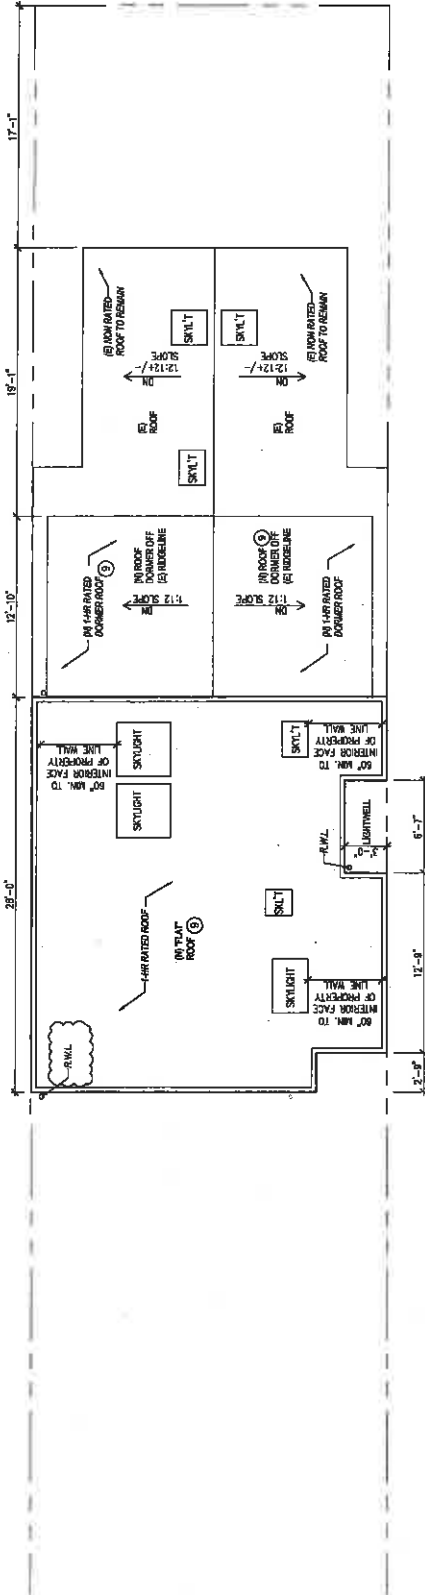 17'-1"
19'-1"
12'-10"
28'-0"
(E) NON RATED
ROOF TO REMAIN
SKYL'T
SKYL'T
12:12+/-
SLOPE
DN
(E)
ROOF
SKYL'T
(E) NON RATED
ROOF TO REMAIN
12:12+/-
SLOPE
DN
(E)
ROOF
(N) 1-HR RATED
DORMER ROOF
9
(N) ROOF
DORMER OFF
(E) RIDGELINE
1:12 SLOPE
DN
(N) ROOF
DORMER OFF
(E) RIDGELINE
9
1:12 SLOPE
DN
(N) 1-HR RATED
DORMER ROOF
60" MIN. TO
INTERIOR FACE
OF PROPERTY
LINE WALL
SKYLIGHT
SKYLIGHT
SKYL'T
60" MIN. TO
INTERIOR FACE
OF PROPERTY
LINE WALL
1-HR RATED ROOF
(N) "FLAT"
ROOF
9
SKL'T
R.W.L.
LIGHTWELL
6'-7"
SKYLIGHT
60" MIN. TO
INTERIOR FACE
OF PROPERTY
LINE WALL
R.W.L.
12'-9"
2'-9"